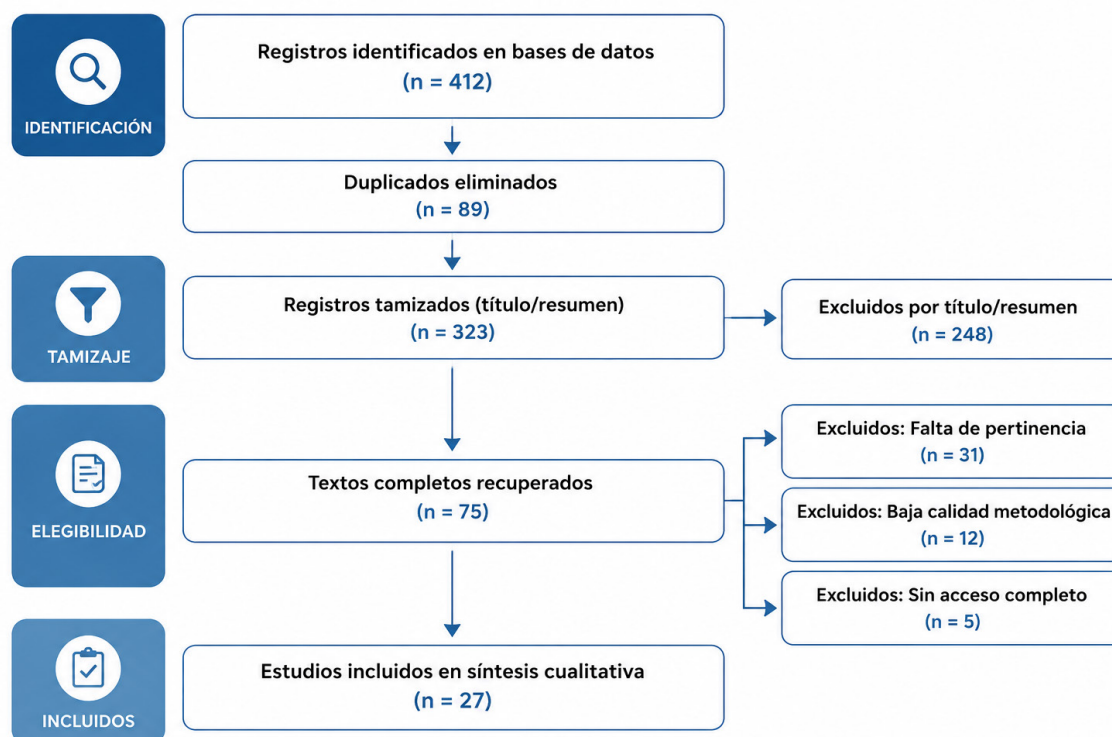 IDENTIFICACIÓN
Registros identificados en bases de datos
(n = 412)
Duplicados eliminados
(n = 89)
TAMIZAJE
Registros tamizados (título/resumen)
(n = 323)
Excluidos por título/resumen
(n = 248)
ELEGIBILIDAD
Textos completos recuperados
(n = 75)
Excluidos: Falta de pertinencia
(n = 31)
Excluidos: Baja calidad metodológica
(n = 12)
Excluidos: Sin acceso completo
(n = 5)
INCLUIDOS
Estudios incluidos en síntesis cualitativa
(n = 27)